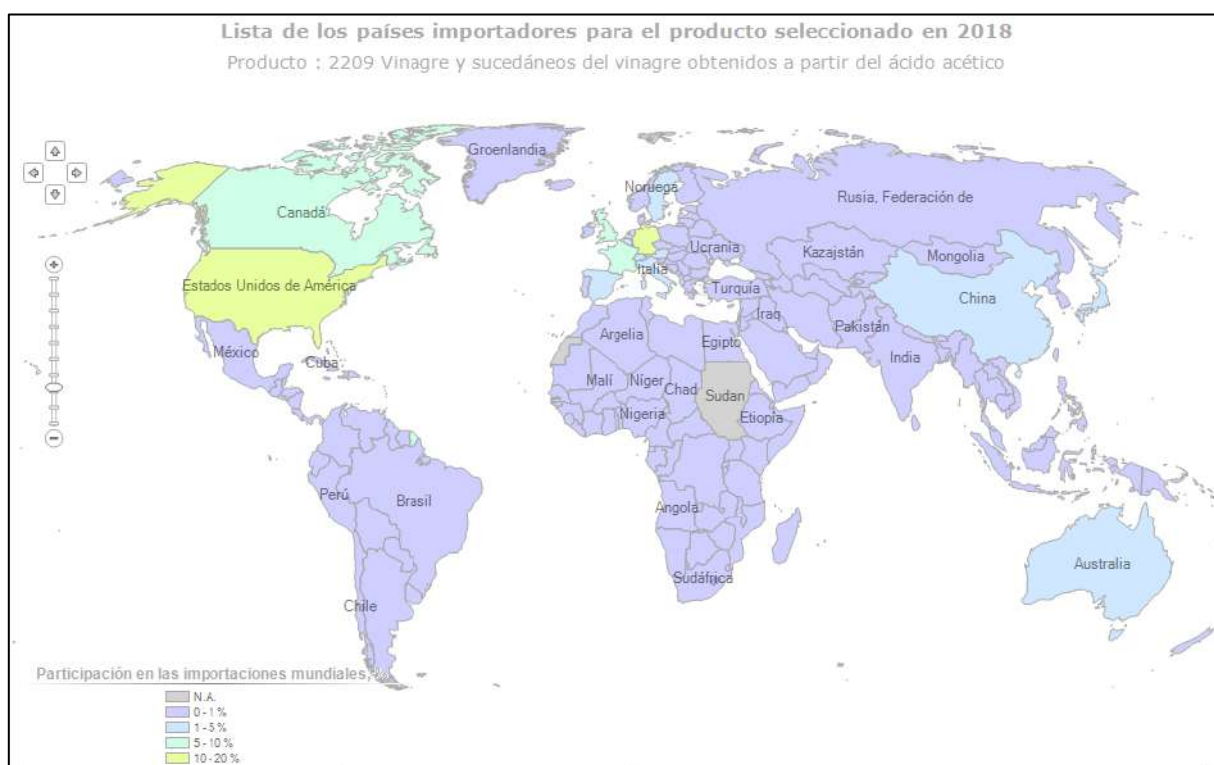 Lista de los países importadores para el producto seleccionado en 2018
Producto : 2209 Vinagre y sucedáneos del vinagre obtenidos a partir del ácido acético
Groenlandia
Noruega
Canadá
Rusia, Federación de
Ucrania
Kazajstán
Mongolia
Italia
Estados Unidos de América
Turquía
China
Iraq
Pakistán
Argelia
Egipto
India
México
Cuba
Malí
Níger
Chad
Sudan
Nigeria
Etiopía
Perú
Brasil
Angola
Australia
Sudáfrica
Chile
Participación en las importaciones mundiales, %
N.A.
0 - 1 %
1 - 5 %
5 - 10 %
10 - 20 %